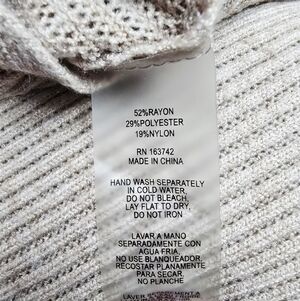 52%RAYON
29%POLYESTER
19%NYLON
RN 163742
MADE IN CHINA
HAND WASH SEPARATELY
IN COLD WATER.
DO NOT BLEACH.
LAY FLAT TO DRY,
DO NOT IRON.
LAVAR A MANO
SEPARADAMENTE CON
AGUA FRIA.
NO USE BLANQUEADOR.
RECOSTAR PLANAMENTE
PARA SECAR.
NO PLANCHE